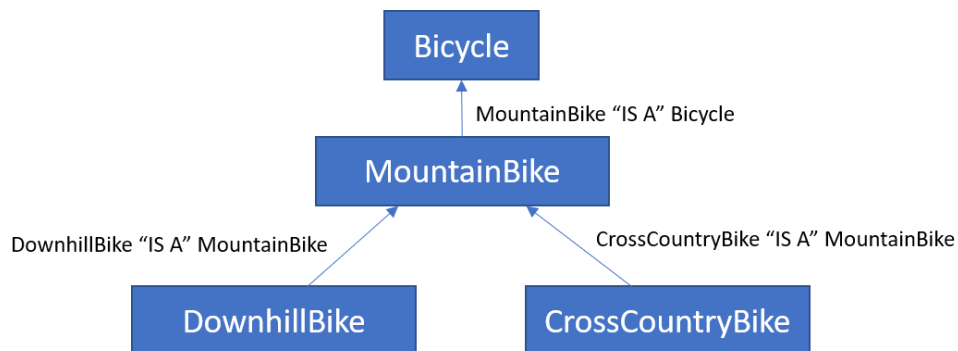 Bicycle
MountainBike “IS A” Bicycle
MountainBike
DownhillBike “IS A” MountainBike
CrossCountryBike “IS A” MountainBike
DownhillBike
CrossCountryBike